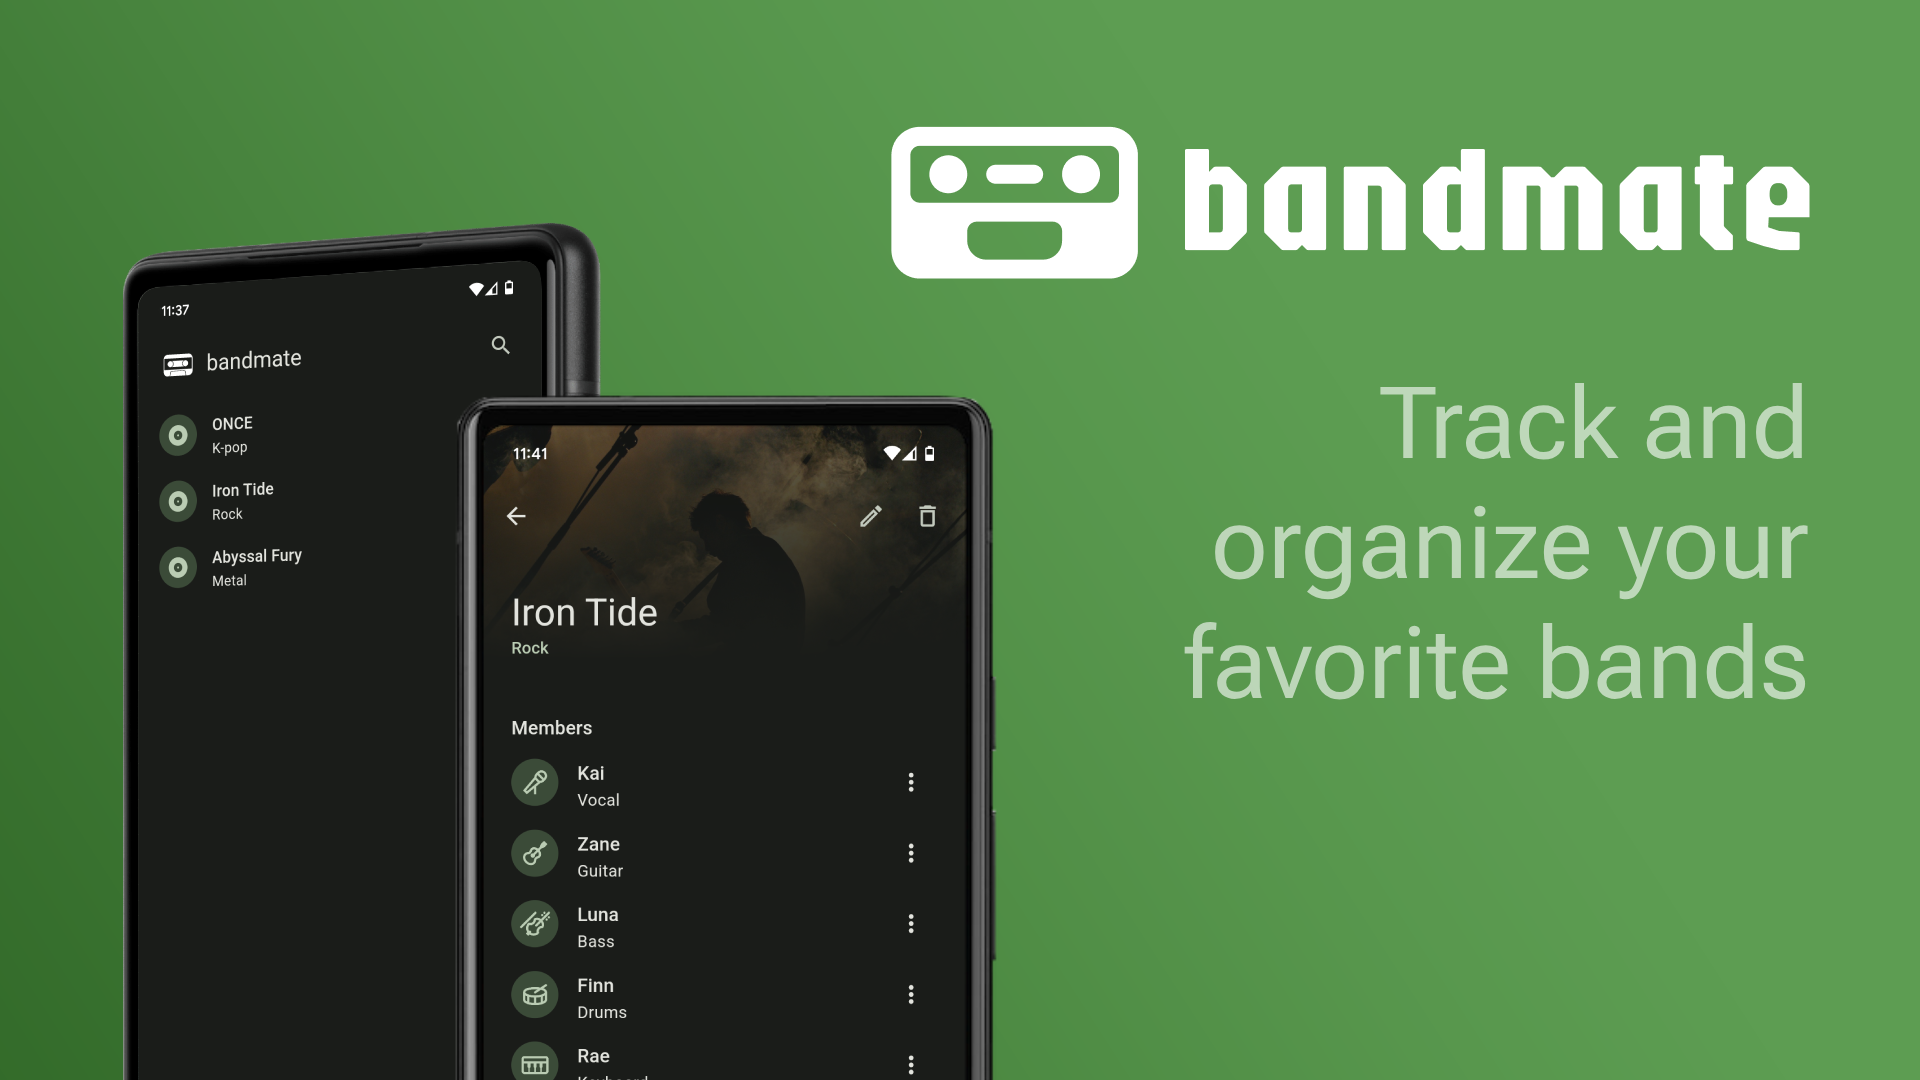 bandmate
Track and
organize your
favorite bands
11:37
bandmate
ONCE
K-pop
Iron Tide
Rock
Abyssal Fury
Metal
11:41
Iron Tide
Rock
Members
Kai
Vocal
Zane
Guitar
Luna
Bass
Finn
Drums
Rae